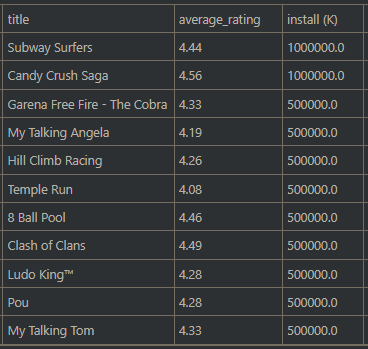 title average_rating install (K)
Subway Surfers 4.44 1000000.0
Candy Crush Saga 4.56 1000000.0
Garena Free Fire - The Cobra 4.33 500000.0
My Talking Angela 4.19 500000.0
Hill Climb Racing 4.26 500000.0
Temple Run 4.08 500000.0
8 Ball Pool 4.46 500000.0
Clash of Clans 4.49 500000.0
Ludo King™ 4.28 500000.0
Pou 4.28 500000.0
My Talking Tom 4.33 500000.0